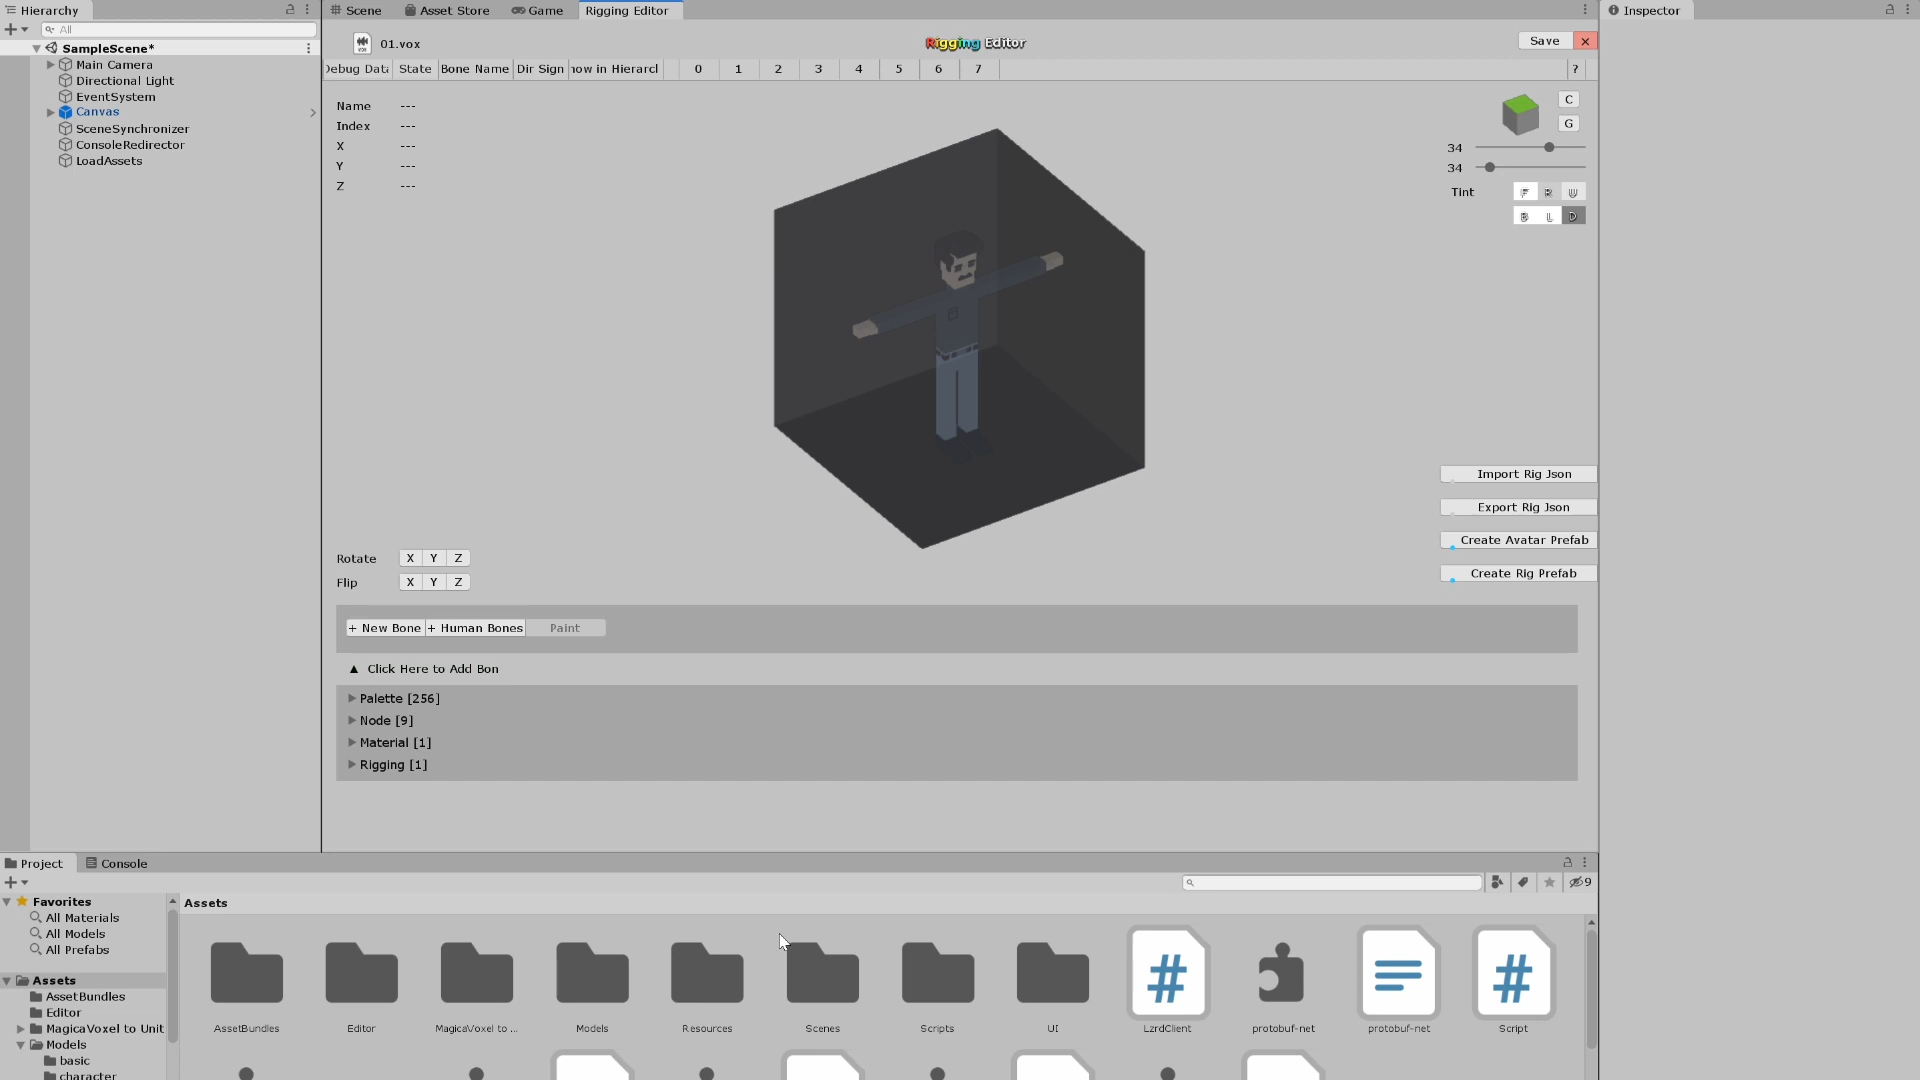 Hierarchy
All
SampleScene*
Main Camera
Directional Light
EventSystem
Canvas
SceneSynchronizer
ConsoleRedirector
LoadAssets
Scene
Asset Store
Game
Rigging Editor
01.vox
Rigging Editor
Save
Debug Data
State
Bone Name
Dir Sign
how in Hierarcl
0
1
2
3
4
5
6
7
?
Name ---
Index ---
X ---
Y ---
Z ---
C
G
34
34
Tint
F R U
B L D
Import Rig Json
Export Rig Json
Create Avatar Prefab
Create Rig Prefab
Rotate X Y Z
Flip X Y Z
+ New Bone
+ Human Bones
Paint
▲ Click Here to Add Bon
Palette [256]
Node [9]
Material [1]
Rigging [1]
Inspector
Project
Console
9
Favorites
All Materials
All Models
All Prefabs
Assets
AssetBundles
Editor
MagicaVoxel to Unit
Models
basic
character
Assets
AssetBundles
Editor
MagicaVoxel to ...
Models
Resources
Scenes
Scripts
UI
LzrdClient
protobuf-net
protobuf-net
Script